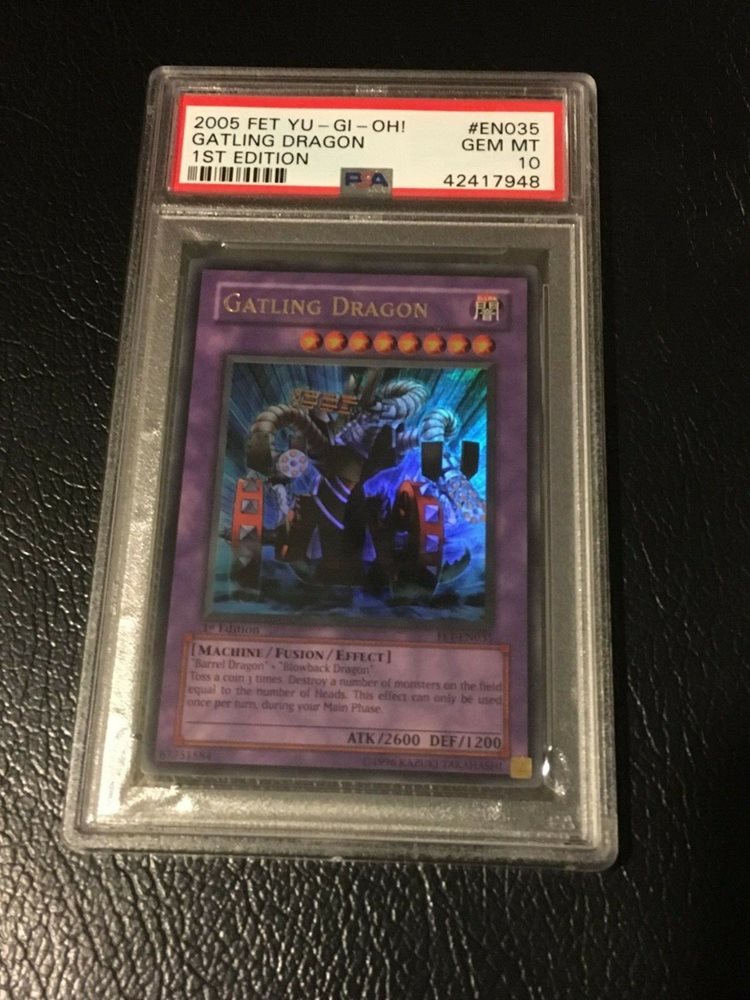 2005 FET YU-GI-OH! #EN035
GATLING DRAGON GEM MT
1ST EDITION 10
PSA 42417948
GATLING DRAGON
1st Edition FET-EN035
[MACHINE/FUSION/EFFECT]
"Barrel Dragon" + "Blowback Dragon"
Toss a coin 3 times. Destroy a number of monsters on the field
equal to the number of Heads. This effect can only be used
once per turn, during your Main Phase.
ATK/2600 DEF/1200
©1996 KAZUKI TAKAHASHI